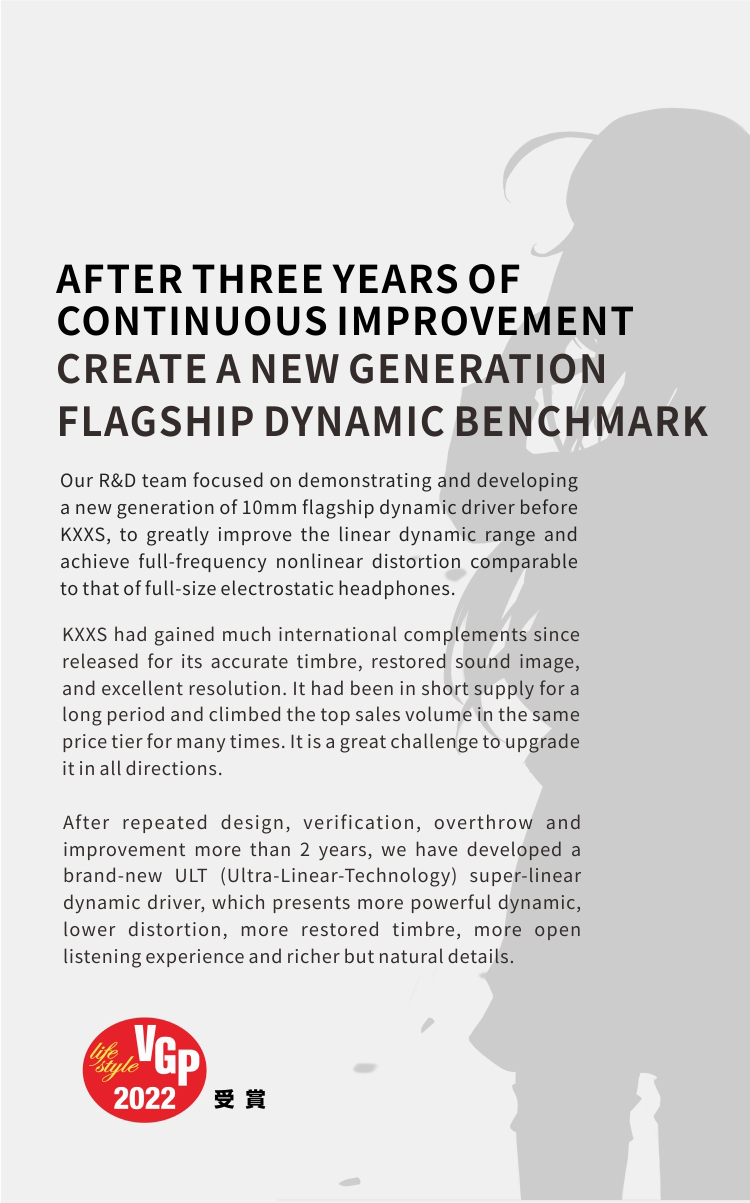 AFTER THREE YEARS OF
CONTINUOUS IMPROVEMENT
CREATE A NEW GENERATION
FLAGSHIP DYNAMIC BENCHMARK
Our R&D team focused on demonstrating and developing
a new generation of 10mm flagship dynamic driver before
KXXS, to greatly improve the linear dynamic range and
achieve full-frequency nonlinear distortion comparable
to that of full-size electrostatic headphones.
KXXS had gained much international complements since
released for its accurate timbre, restored sound image,
and excellent resolution. It had been in short supply for a
long period and climbed the top sales volume in the same
price tier for many times. It is a great challenge to upgrade
it in all directions.
After repeated design, verification, overthrow and
improvement more than 2 years, we have developed a
brand-new ULT (Ultra-Linear-Technology) super-linear
dynamic driver, which presents more powerful dynamic,
lower distortion, more restored timbre, more open
listening experience and richer but natural details.
life
style
VGP
2022
受賞